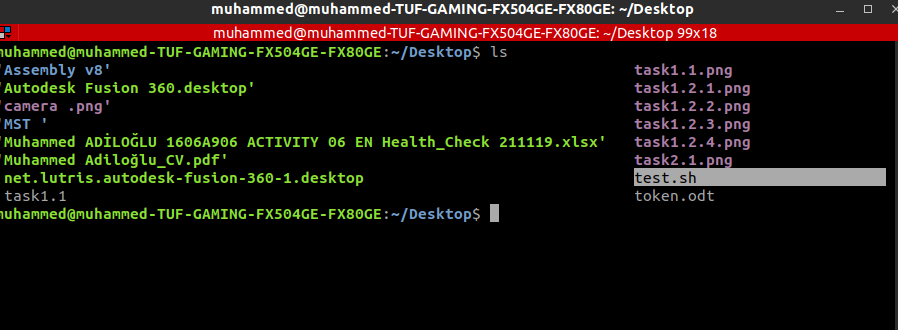 muhammed@muhammed-TUF-GAMING-FX504GE-FX80GE: ~/Desktop
muhammed@muhammed-TUF-GAMING-FX504GE-FX80GE: ~/Desktop 99x18
muhammed@muhammed-TUF-GAMING-FX504GE-FX80GE:~/Desktop$ ls
'Assembly v8' task1.1.png
'Autodesk Fusion 360.desktop' task1.2.1.png
'camera .png' task1.2.2.png
'MST ' task1.2.3.png
'Muhammed ADİLOĞLU 1606A906 ACTIVITY 06 EN Health_Check 211119.xlsx' task1.2.4.png
'Muhammed Adiloğlu_CV.pdf' task2.1.png
net.lutris.autodesk-fusion-360-1.desktop test.sh
task1.1 token.odt
muhammed@muhammed-TUF-GAMING-FX504GE-FX80GE:~/Desktop$